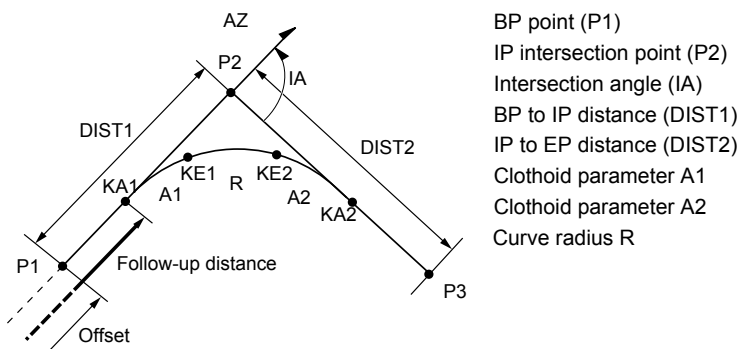 AZ
P2
IA
DIST1
DIST2
KE1
KE2
KA1
A1
R
A2
KA2
P1
Follow-up distance
P3
Offset
BP point (P1)
IP intersection point (P2)
Intersection angle (IA)
BP to IP distance (DIST1)
IP to EP distance (DIST2)
Clothoid parameter A1
Clothoid parameter A2
Curve radius R